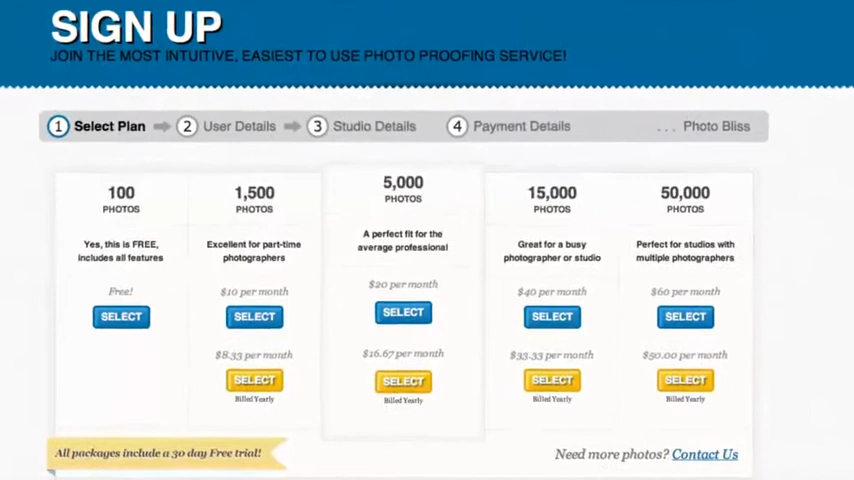 SIGN UP
JOIN THE MOST INTUITIVE, EASIEST TO USE PHOTO PROOFING SERVICE!
1 Select Plan 2 User Details 3 Studio Details 4 Payment Details ... Photo Bliss
100
PHOTOS
Yes, this is FREE,
includes all features
Free!
SELECT
1,500
PHOTOS
Excellent for part-time
photographers
$10 per month
SELECT
$8.33 per month
SELECT
Billed Yearly
5,000
PHOTOS
A perfect fit for the
average professional
$20 per month
SELECT
$16.67 per month
SELECT
Billed Yearly
15,000
PHOTOS
Great for a busy
photographer or studio
$40 per month
SELECT
$33.33 per month
SELECT
Billed Yearly
50,000
PHOTOS
Perfect for studios with
multiple photographers
$60 per month
SELECT
$50.00 per month
SELECT
Billed Yearly
All packages include a 30 day Free trial!
Need more photos? Contact Us